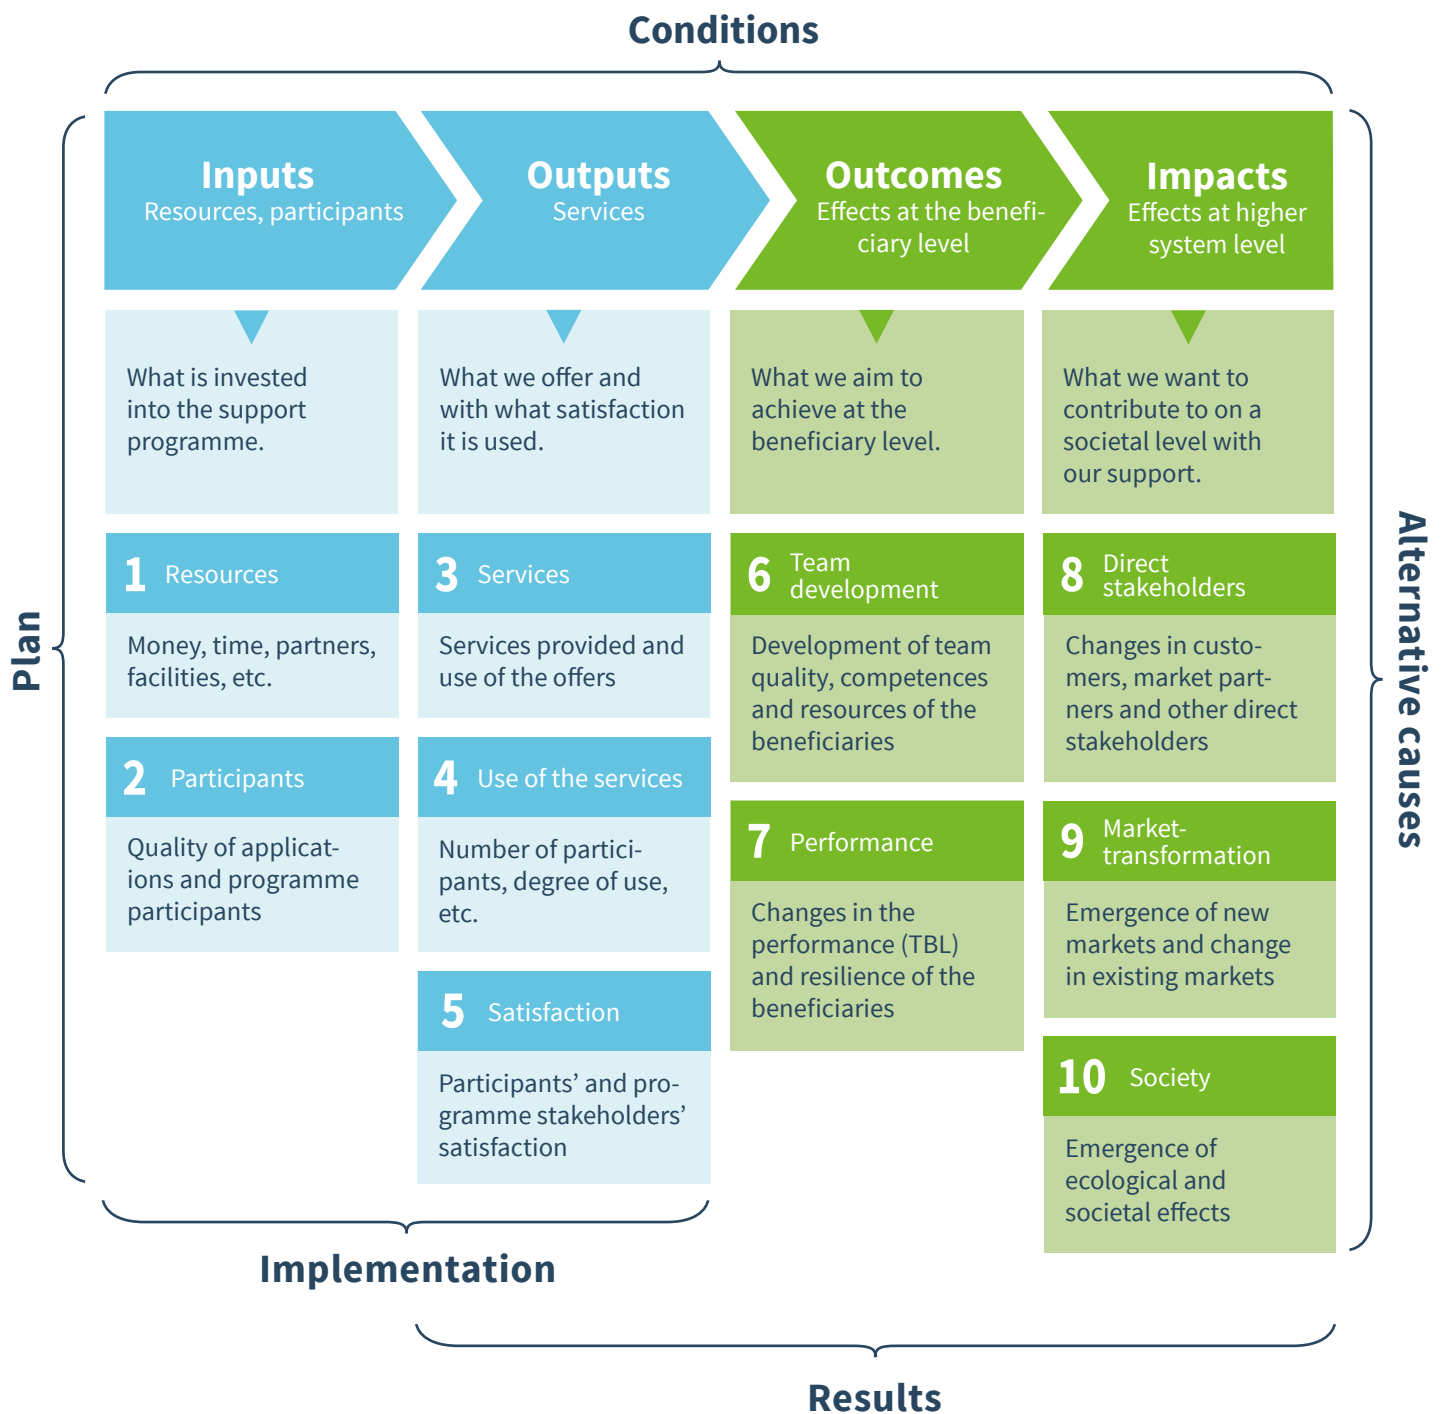 Conditions
Plan
Inputs
Resources, participants
Outputs
Services
Outcomes
Effects at the benefi-
ciary level
Impacts
Effects at higher
system level
What is invested
into the support
programme.
What we offer and
with what satisfaction
it is used.
What we aim to
achieve at the
beneficiary level.
What we want to
contribute to on a
societal level with
our support.
1 Resources
Money, time, partners,
facilities, etc.
2 Participants
Quality of applicat-
ions and programme
participants
3 Services
Services provided and
use of the offers
4 Use of the services
Number of partici-
pants, degree of use,
etc.
5 Satisfaction
Participants’ and pro-
gramme stakeholders’
satisfaction
6 Team
development
Development of team
quality, competences
and resources of the
beneficiaries
7 Performance
Changes in the
performance (TBL)
and resilience of the
beneficiaries
8 Direct
stakeholders
Changes in custo-
mers, market part-
ners and other direct
stakeholders
9 Market-
transformation
Emergence of new
markets and change
in existing markets
10 Society
Emergence of
ecological and
societal effects
Alternative causes
Implementation
Results